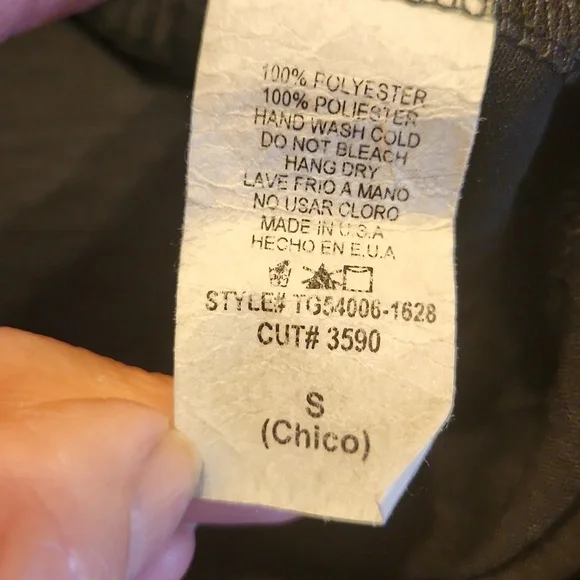 100% POLYESTER
100% POLIESTER
HAND WASH COLD
DO NOT BLEACH
HANG DRY
LAVE FRIO A MANO
NO USAR CLORO
MADE IN U.S.A
HECHO EN E.U.A
STYLE# TG54006-1628
CUT# 3590
S
(Chico)